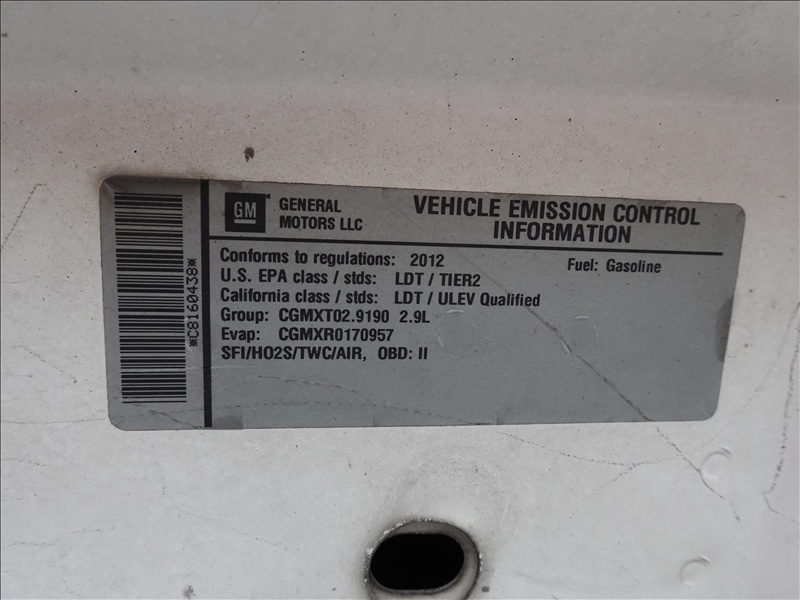 GM
GENERAL
MOTORS LLC
VEHICLE EMISSION CONTROL
INFORMATION
Conforms to regulations: 2012
Fuel: Gasoline
U.S. EPA class / stds: LDT / TIER2
California class / stds: LDT / ULEV Qualified
Group: CGMXT02.9190 2.9L
Evap: CGMXR0170957
SFI/HO2S/TWC/AIR, OBD: II
*C8160438*